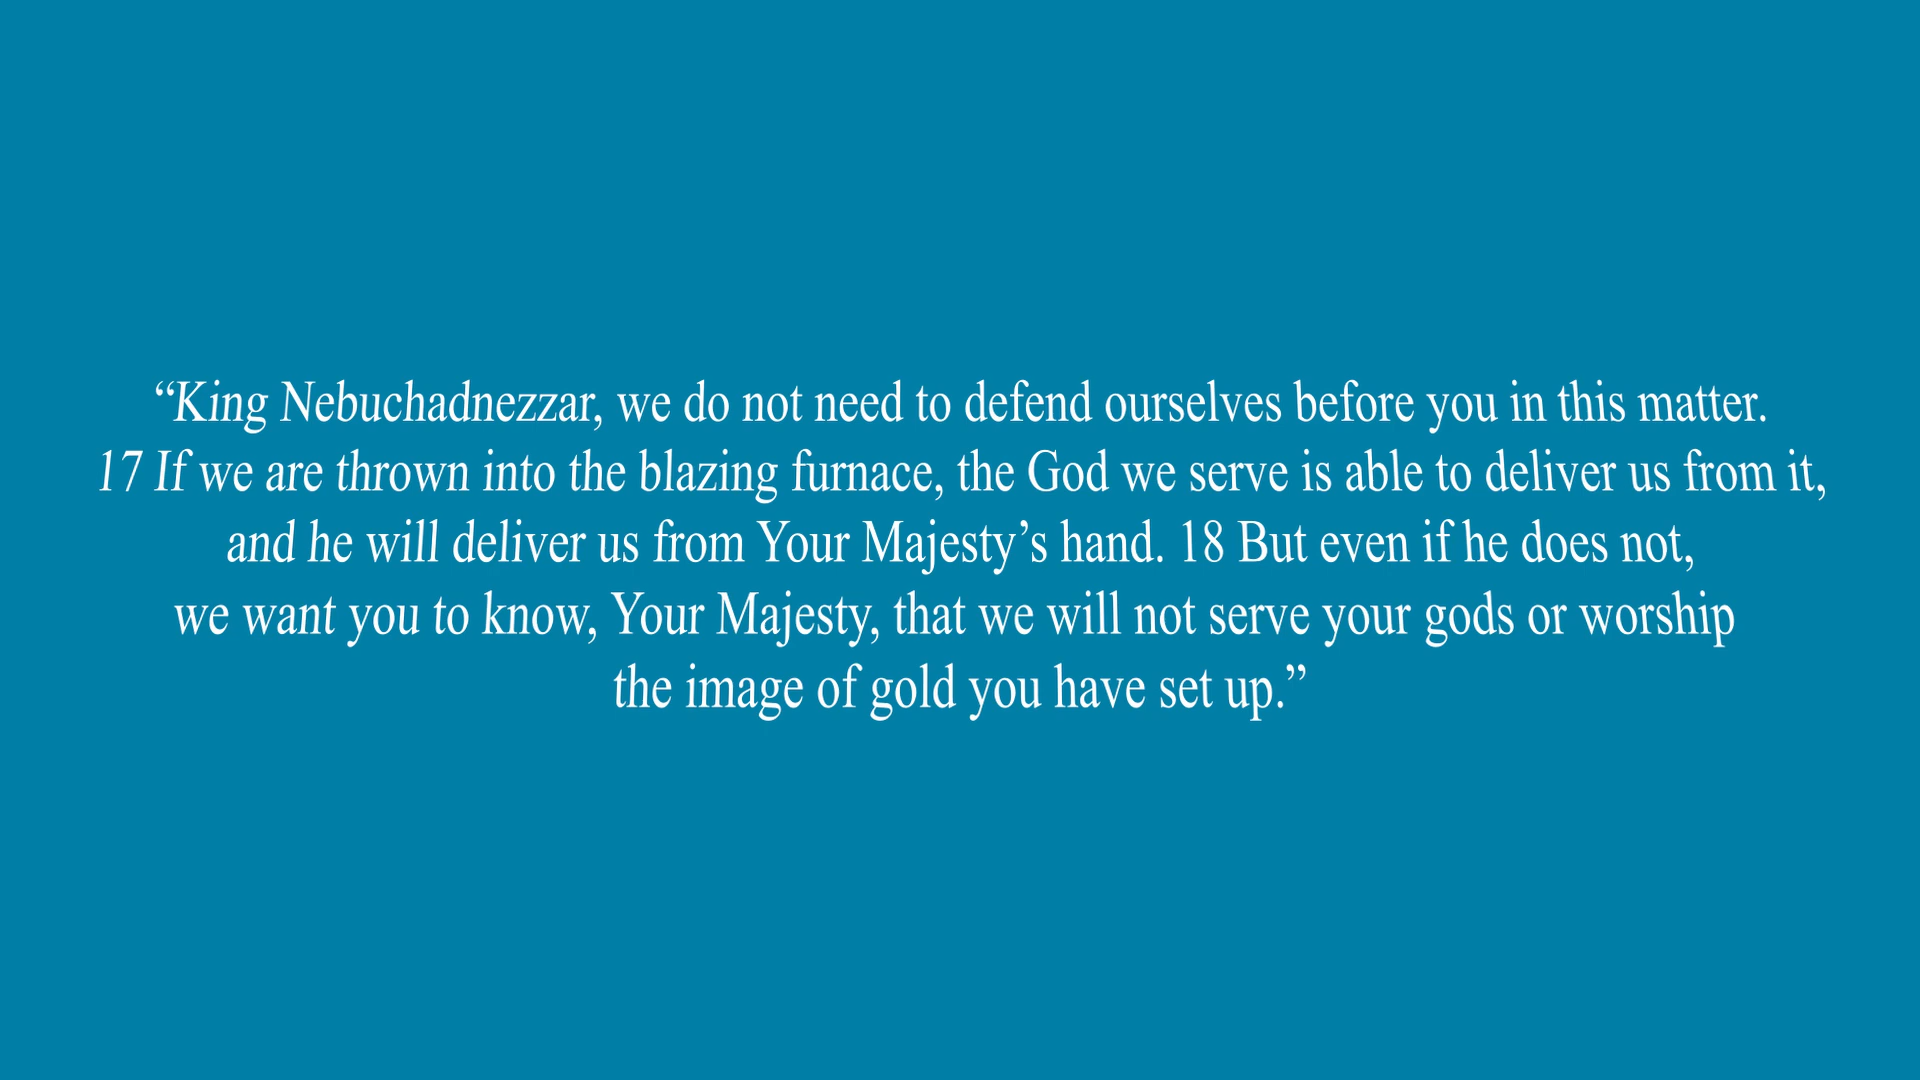 “King Nebuchadnezzar, we do not need to defend ourselves before you in this matter.
17 If we are thrown into the blazing furnace, the God we serve is able to deliver us from it,
and he will deliver us from Your Majesty’s hand. 18 But even if he does not,
we want you to know, Your Majesty, that we will not serve your gods or worship
the image of gold you have set up.”